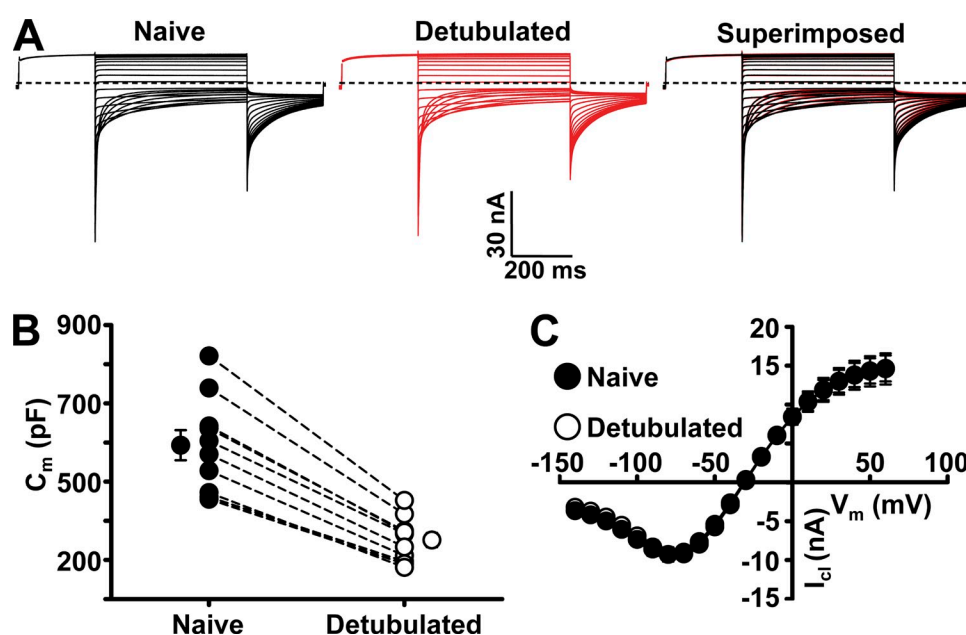 A
Naive
Detubulated
Superimposed
30 nA
200 ms
B
900
700
500
200
Cm (pF)
Naive
Detubulated
C
Naive
Detubulated
20
15
-150
-100
-50
0
50
100
Vm (mV)
-5
-10
-15
Icl (nA)